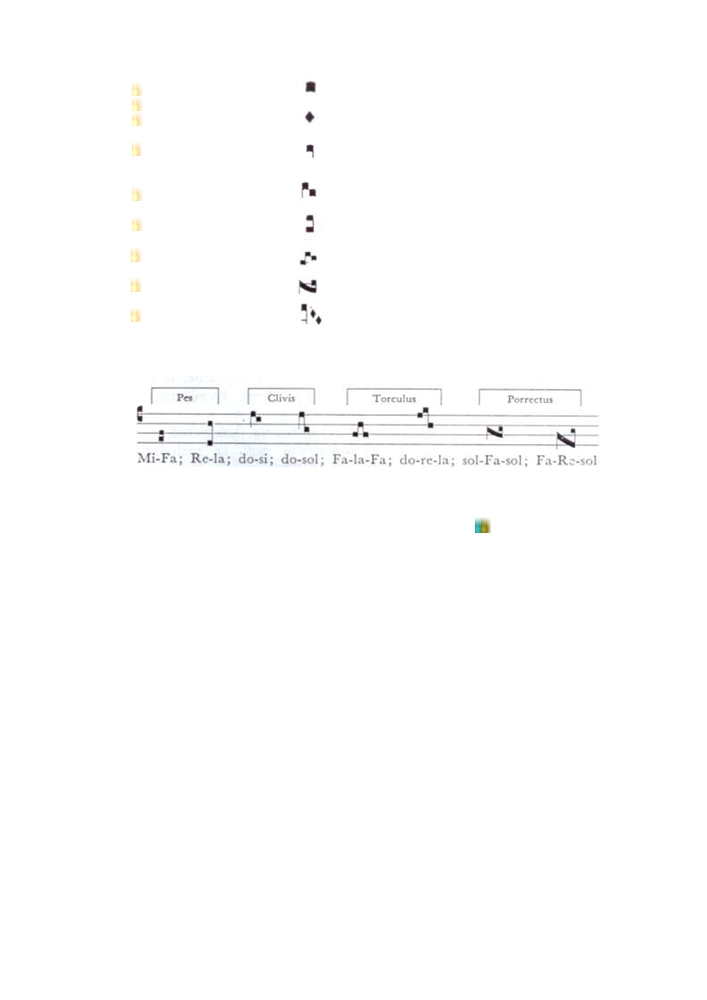 Pes Clivis Torculus Porrectus
Mi-Fa; Re-la; do-si; do-sol; Fa-la-Fa; do-re-la; sol-Fa-sol; Fa-Re-sol